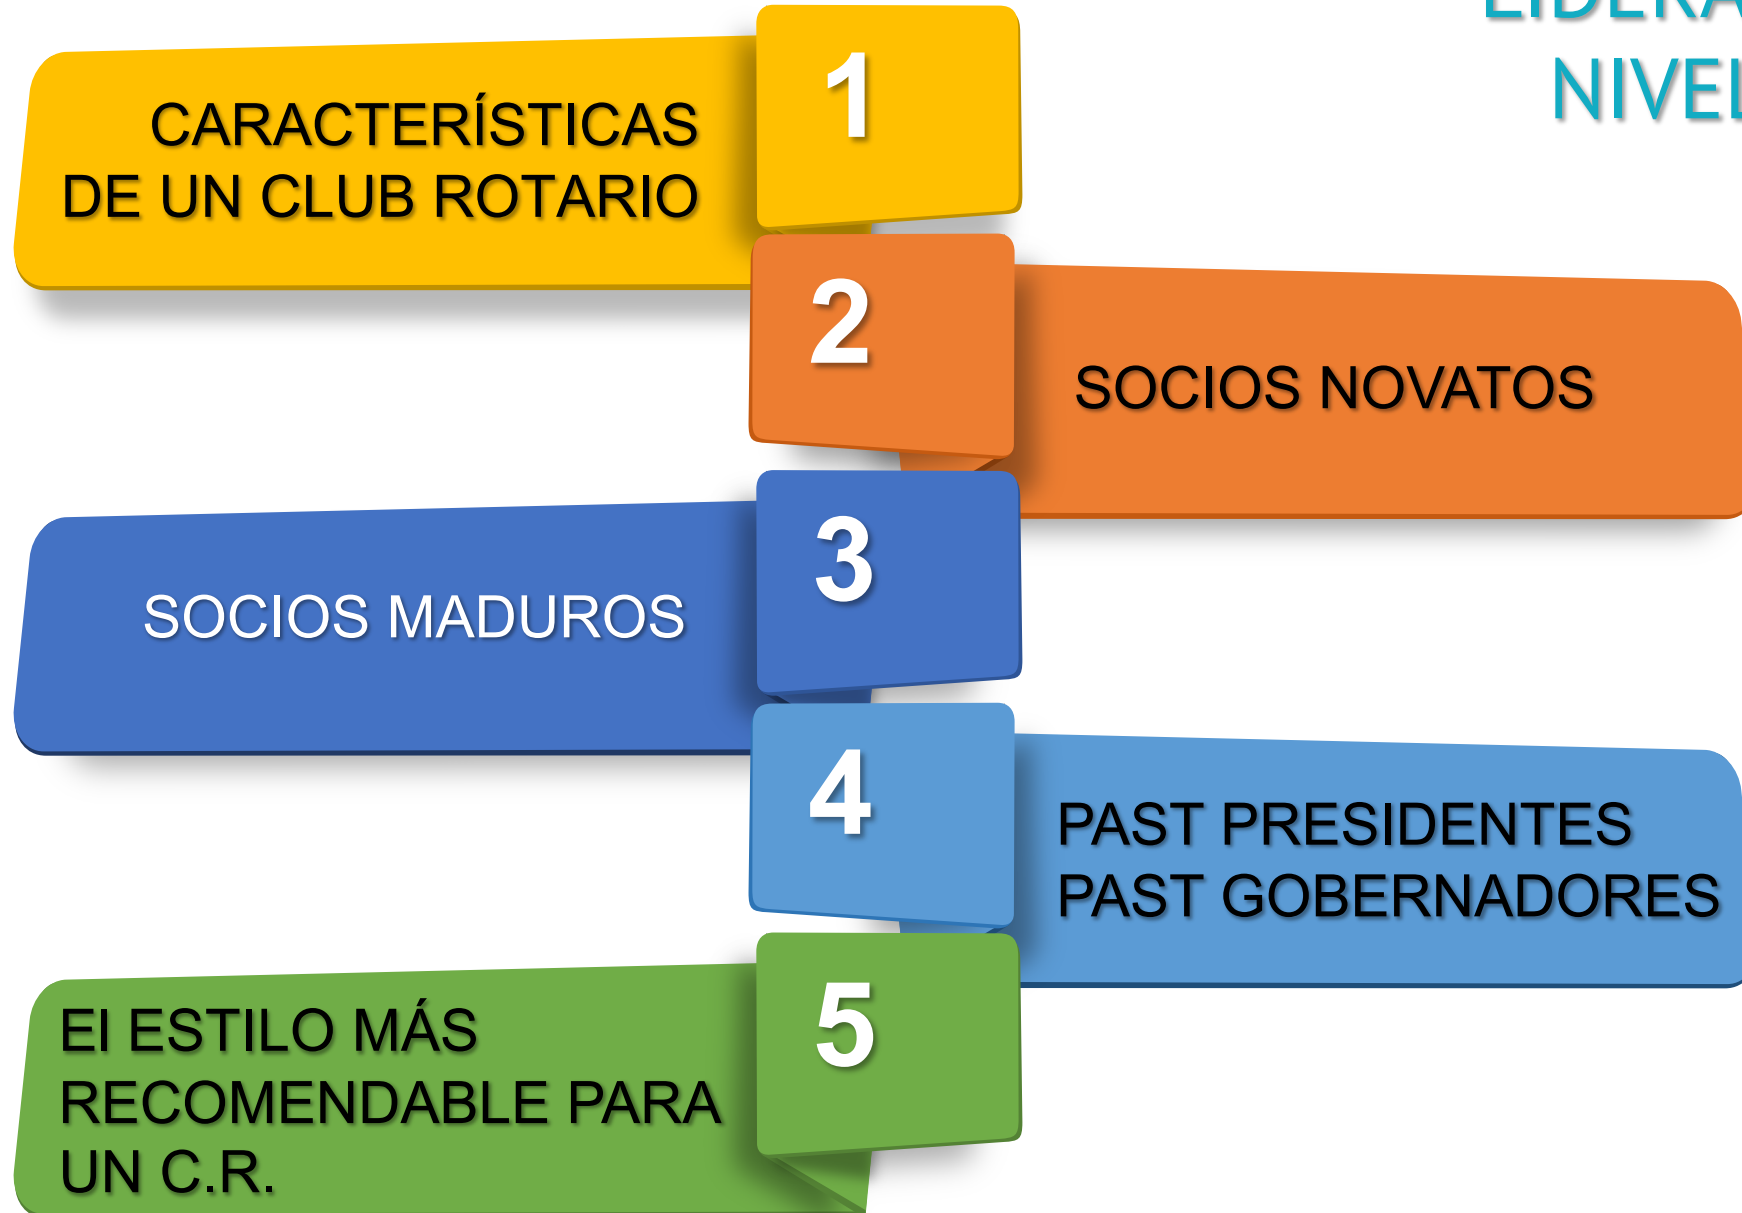 NIVEL
1
CARACTERÍSTICAS
DE UN CLUB ROTARIO
2
SOCIOS NOVATOS
3
SOCIOS MADUROS
4
PAST PRESIDENTES
PAST GOBERNADORES
5
El ESTILO MÁS
RECOMENDABLE PARA
UN C.R.